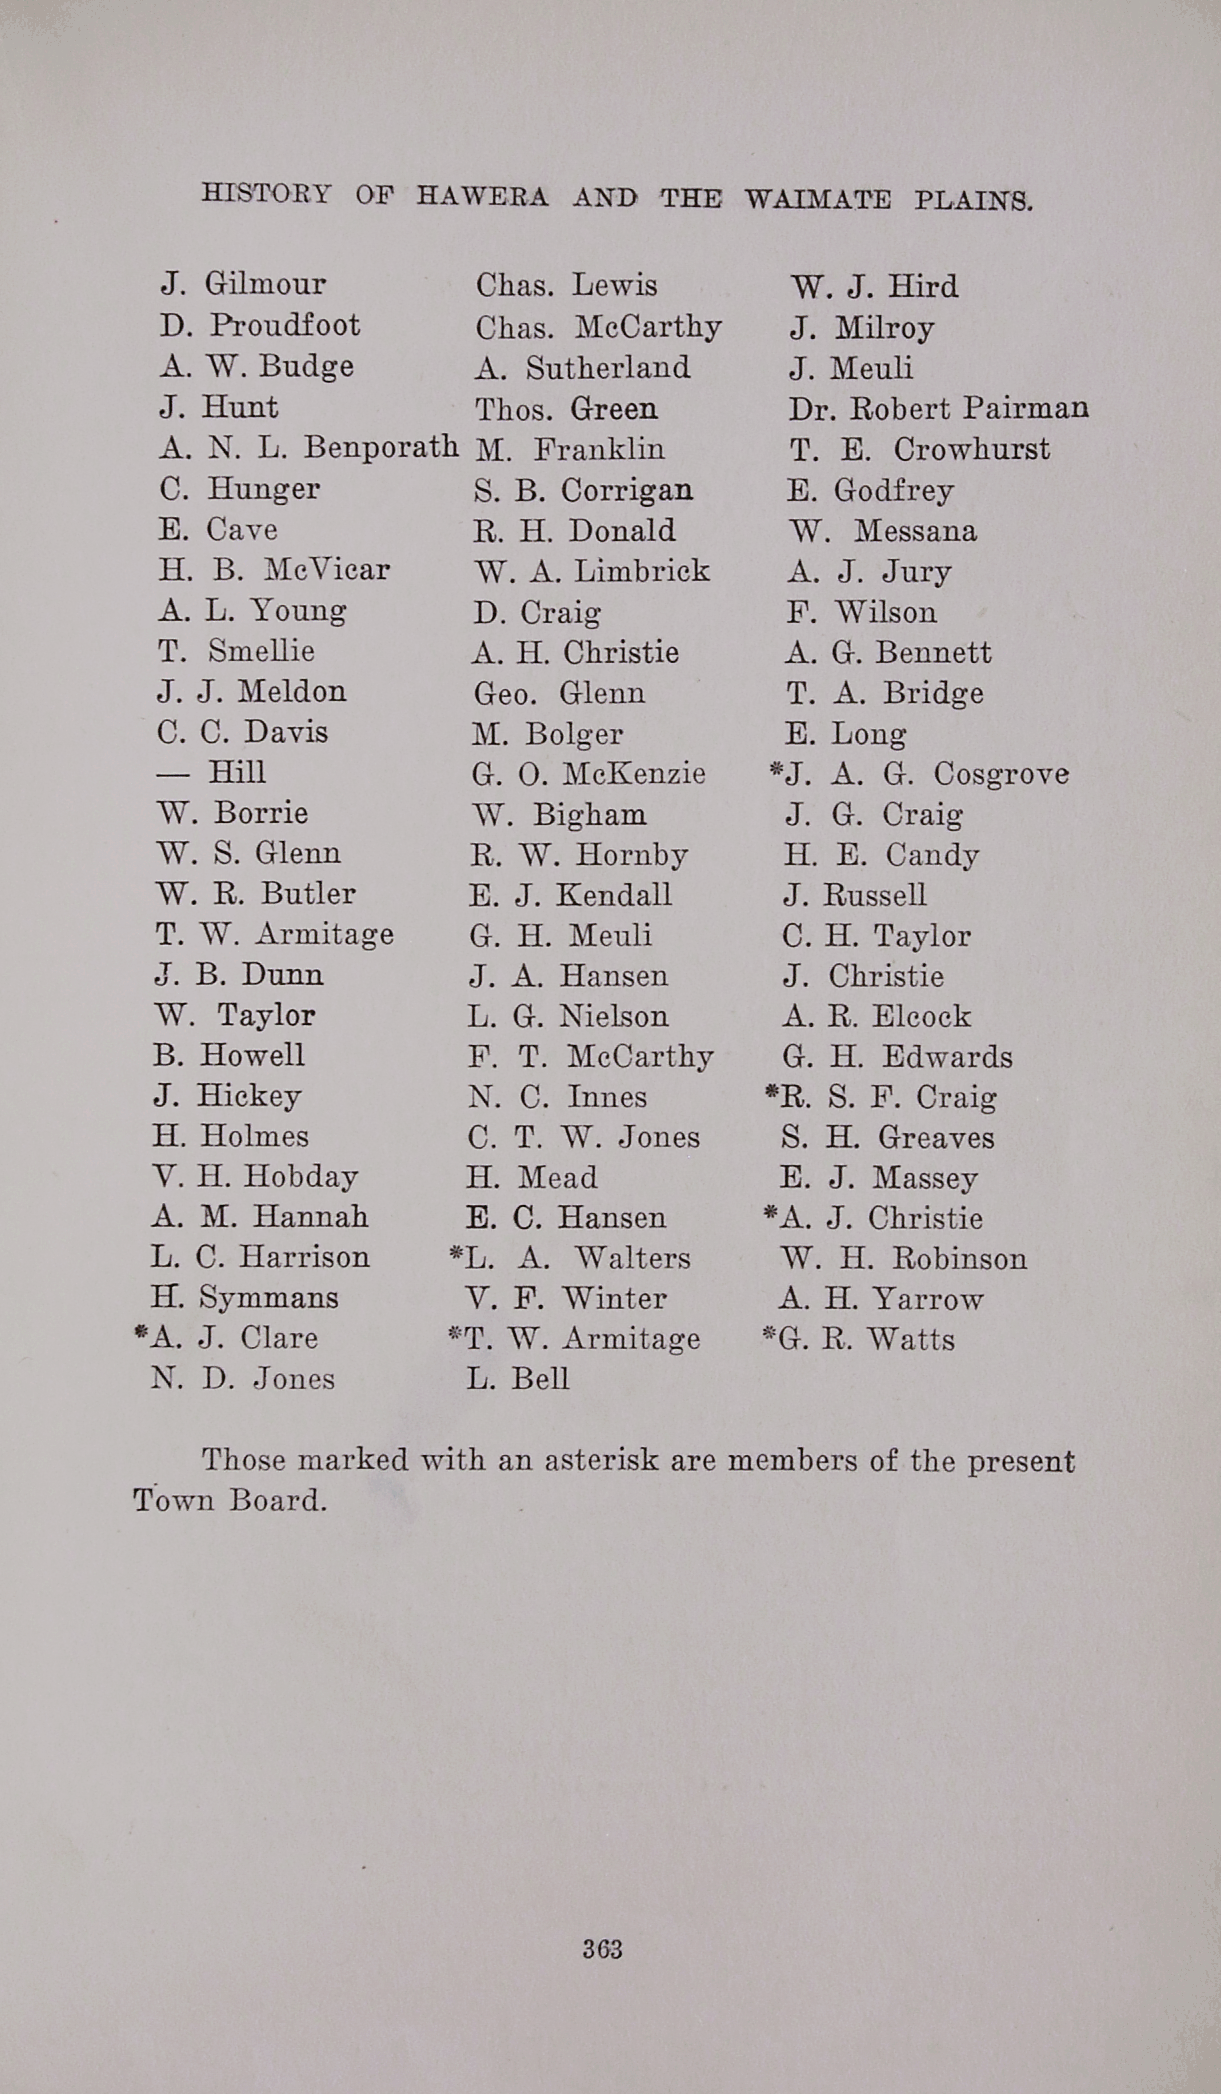 HISTORY OF HAWERA AND THE WAIMATE PLAINS.
J. Gilmour Chas. Lewis W. J. Hird
D. Proudfoot Chas. McCarthy J. Milroy
A. W. Budge A. Sutherland J. Meuli
J. Hunt Thos. Green Dr. Robert Pairman
A. N. L. Benporath M. Franklin T. E. Crowhurst
C. Hunger S. B. Corrigan E. Godfrey
E. Cave R. H. Donald W. Messana
H. B. McVicar W. A. Limbrick A. J. Jury
A. L. Young D. Craig F. Wilson
T. Smellie A. H. Christie A. G. Bennett
J. J. Meldon Geo. Glenn T. A. Bridge
C. C. Davis M. Bolger E. Long
— Hill G. O. McKenzie *J. A. G. Cosgrove
W. Borrie W. Bigham J. G. Craig
W. S. Glenn R. W. Hornby H. E. Candy
W. R. Butler E. J. Kendall J. Russell
T. W. Armitage G. H. Meuli C. H. Taylor
J. B. Dunn J. A. Hansen J. Christie
W. Taylor L. G. Nielson A. R. Elcock
B. Howell F. T. McCarthy G. H. Edwards
J. Hickey N. C. Innes *R. S. F. Craig
H. Holmes C. T. W. Jones S. H. Greaves
V. H. Hobday H. Mead E. J. Massey
A. M. Hannah E. C. Hansen *A. J. Christie
L. C. Harrison *L. A. Walters W. H. Robinson
H. Symmans V. F. Winter A. H. Yarrow
*A. J. Clare *T. W. Armitage *G. R. Watts
N. D. Jones L. Bell
Those marked with an asterisk are members of the present
Town Board.
363